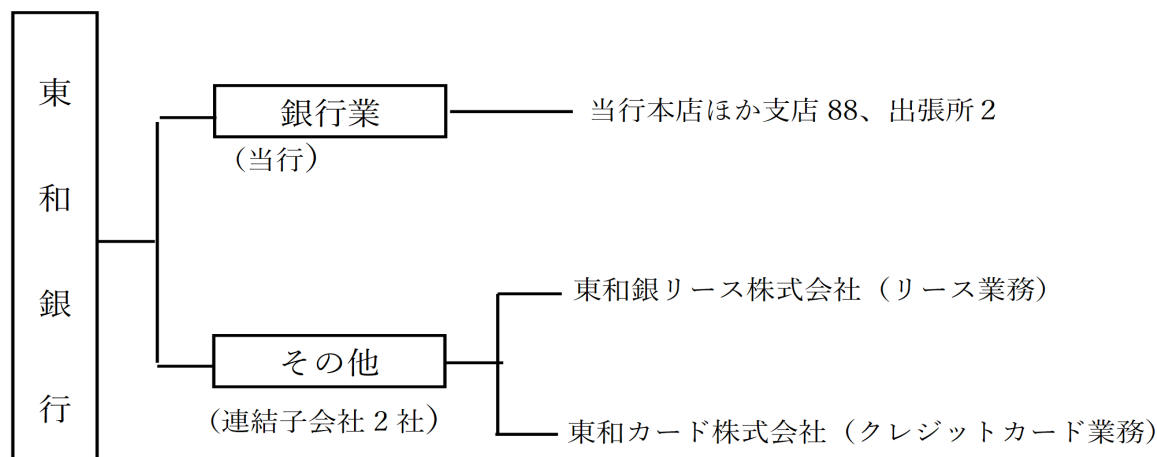 東和銀行
銀行業
当行本店ほか支店 88、出張所２
(当行)
東和銀リース株式会社（リース業務）
その他
(連結子会社 2 社)
東和カード株式会社（クレジットカード業務）